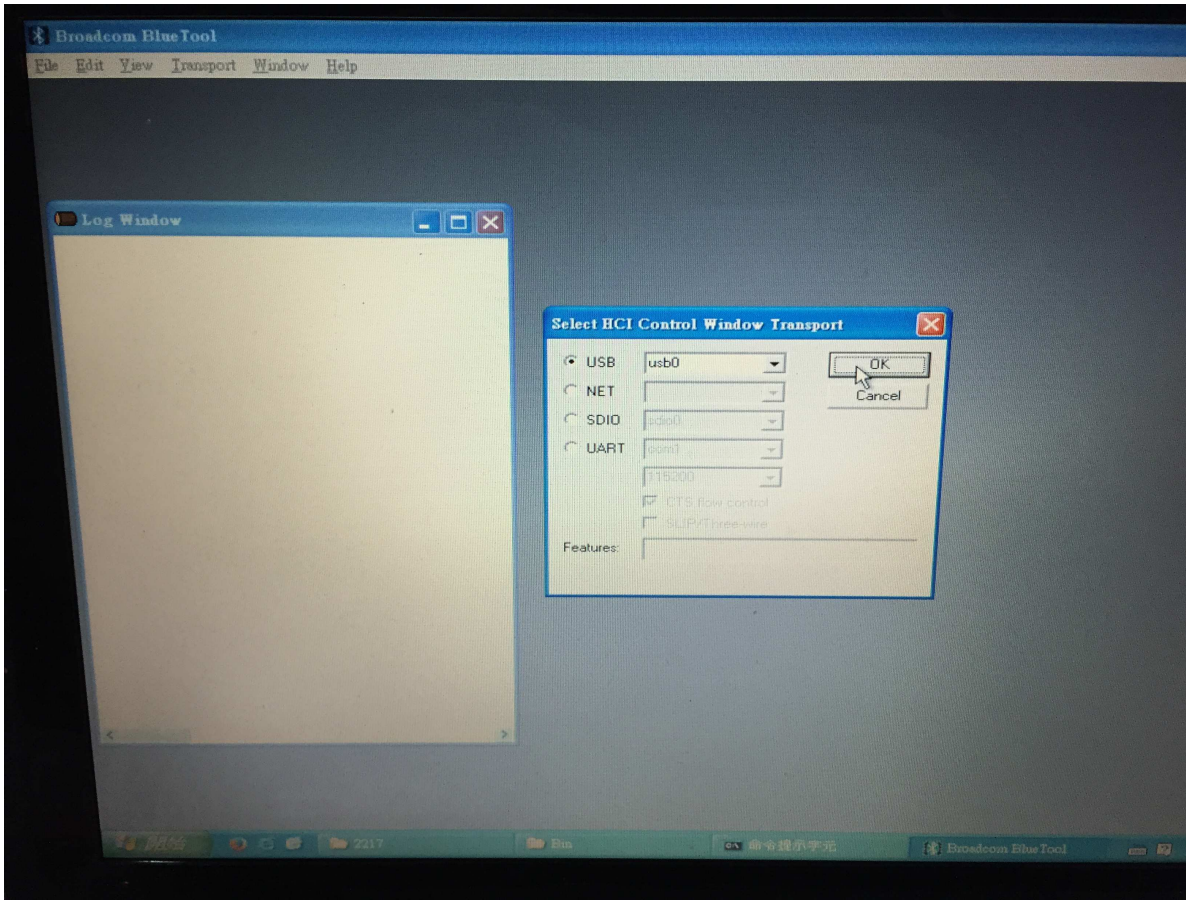 Broadcom BlueTool
File Edit View Transport Window Help
Log Window
Select HCI Control Window Transport
USB usb0 OK
NET Cancel
SDIO sdio0
UART com1
115200
CTS flow control
SLIP/Three-wire
Features:
開始 2217 Bin 命令提示字元 Broadcom BlueTool